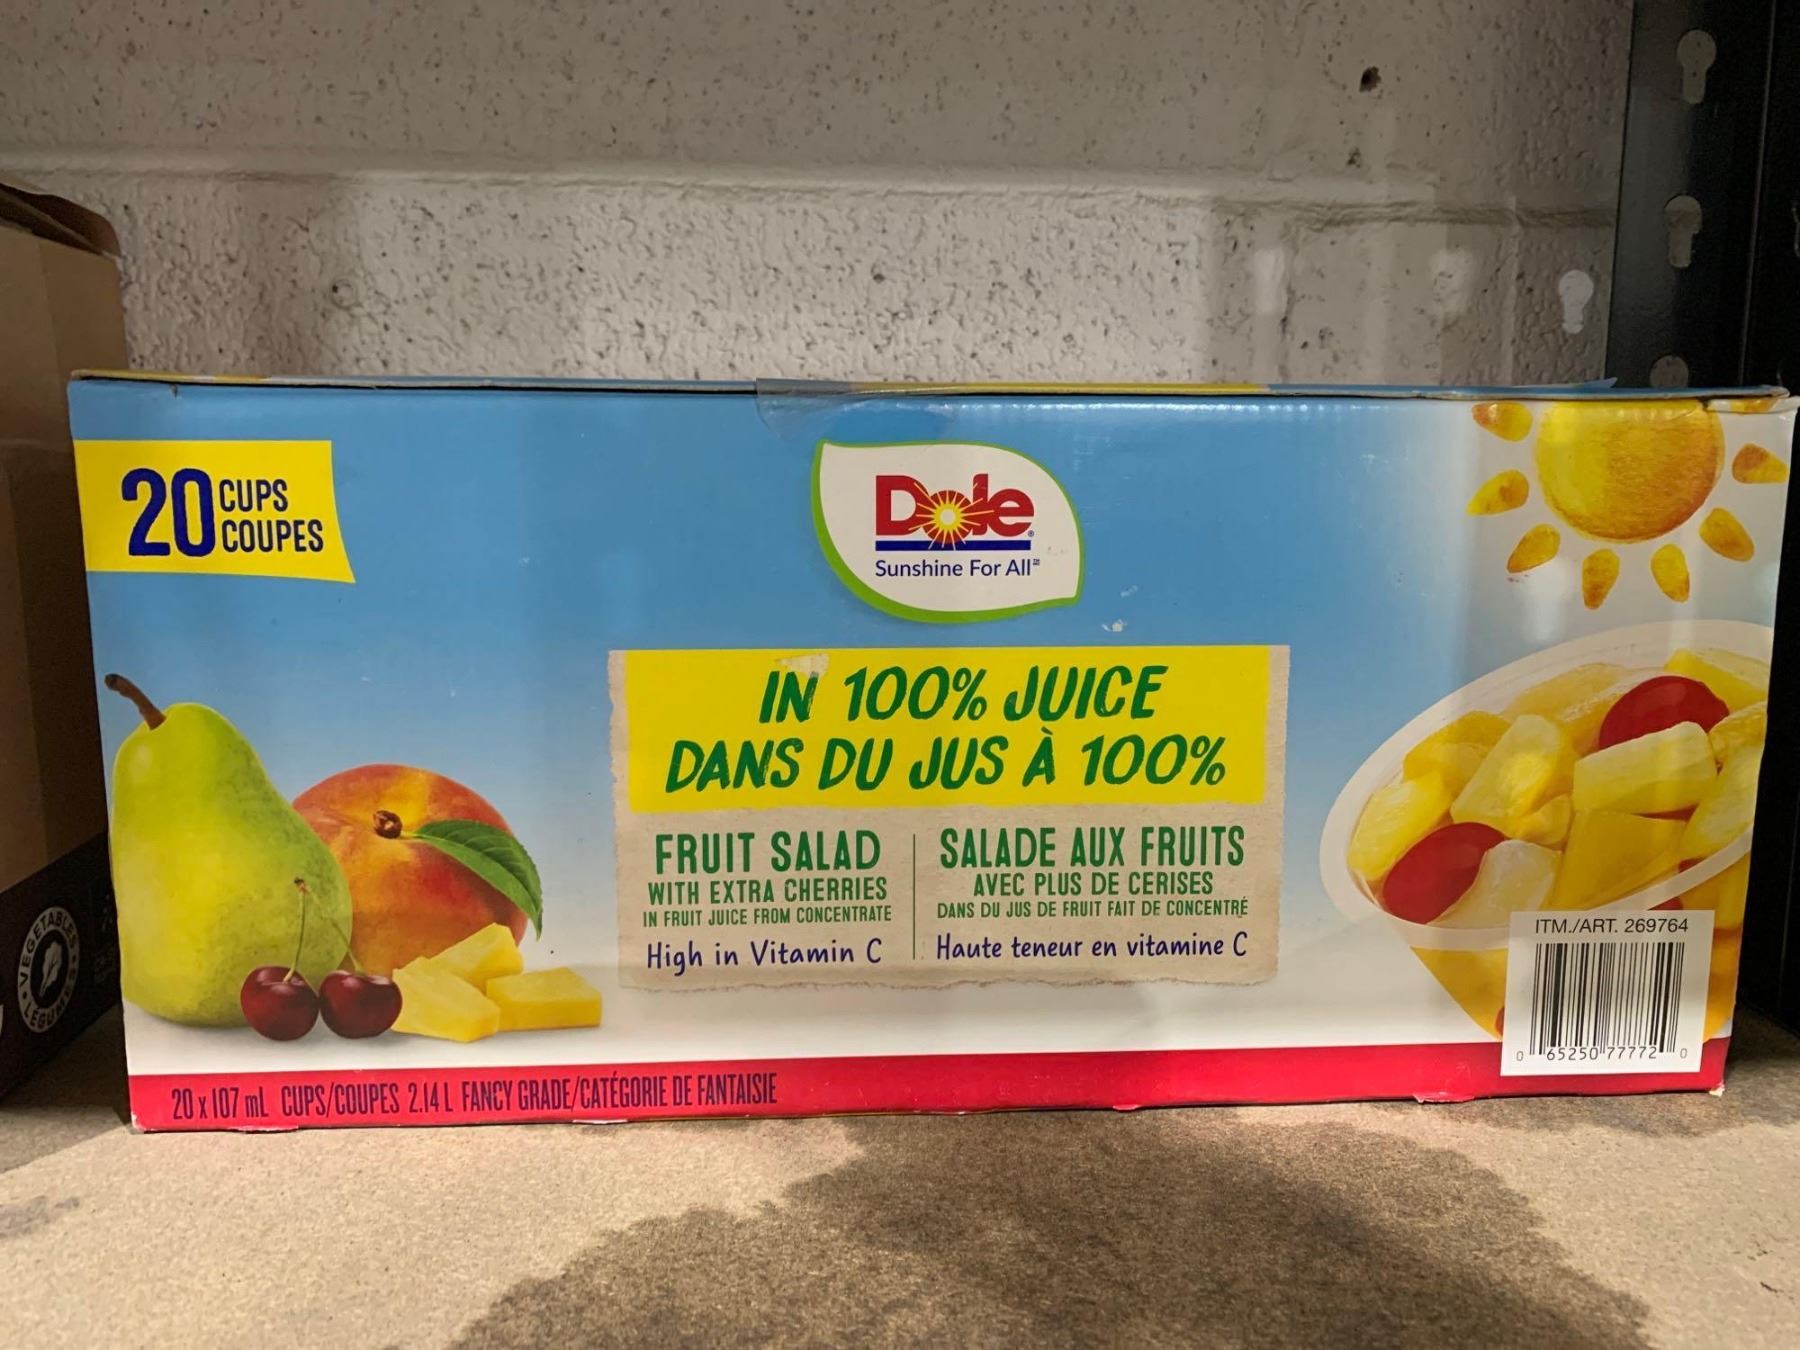 20 CUPS
COUPES
Dole®
Sunshine For All™
IN 100% JUICE
DANS DU JUS À 100%
FRUIT SALAD
WITH EXTRA CHERRIES
IN FRUIT JUICE FROM CONCENTRATE
High in Vitamin C
SALADE AUX FRUITS
AVEC PLUS DE CERISES
DANS DU JUS DE FRUIT FAIT DE CONCENTRÉ
Haute teneur en vitamine C
ITM./ART. 269764
0 65250 77772 0
20 x 107 mL CUPS/COUPES 2.14 L FANCY GRADE/CATÉGORIE DE FANTAISIE
VEGETABLES